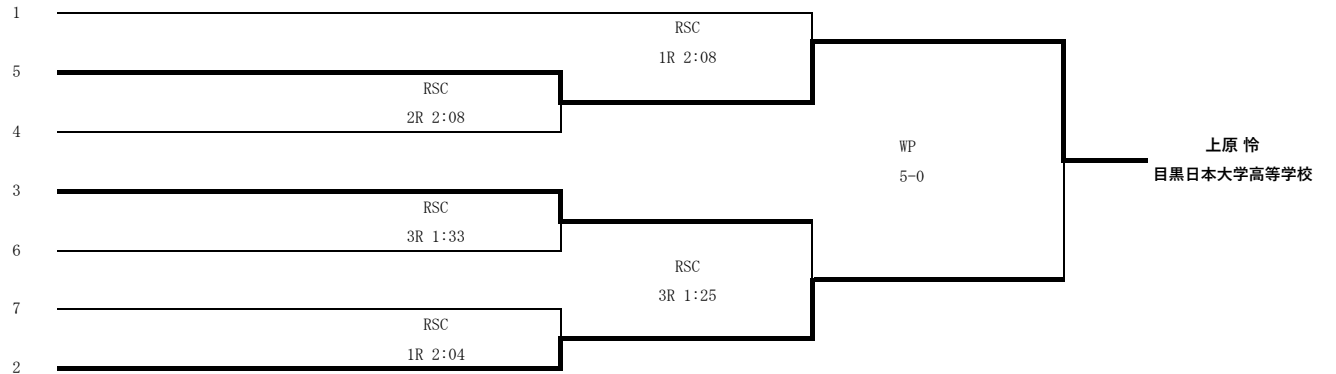 1
RSC
1R 2:08
5
RSC
2R 2:08
4
WP
5-0
上原 怜
目黒日本大学高等学校
3
RSC
3R 1:33
6
RSC
3R 1:25
7
RSC
1R 2:04
2